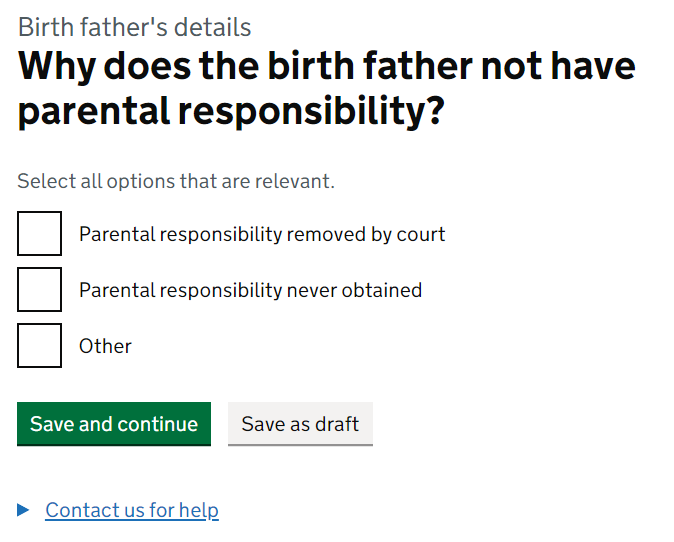 Birth father's details
Why does the birth father not have
parental responsibility?
Select all options that are relevant.
Parental responsibility removed by court
Parental responsibility never obtained
Other
Save and continue
Save as draft
Contact us for help